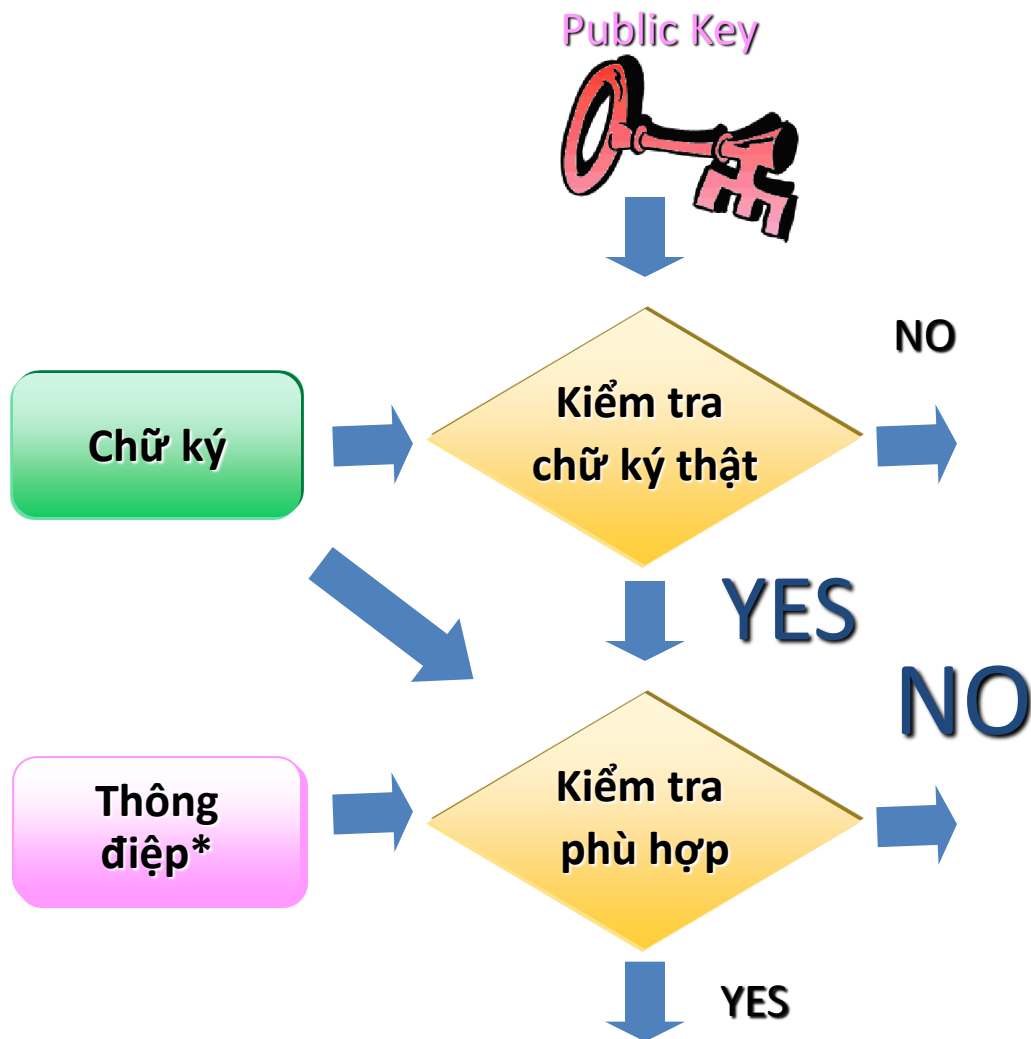 Public Key
NO
Kiểm tra
chữ ký thật
Chữ ký
YES
NO
Kiểm tra
phù hợp
Thông
điệp*
YES